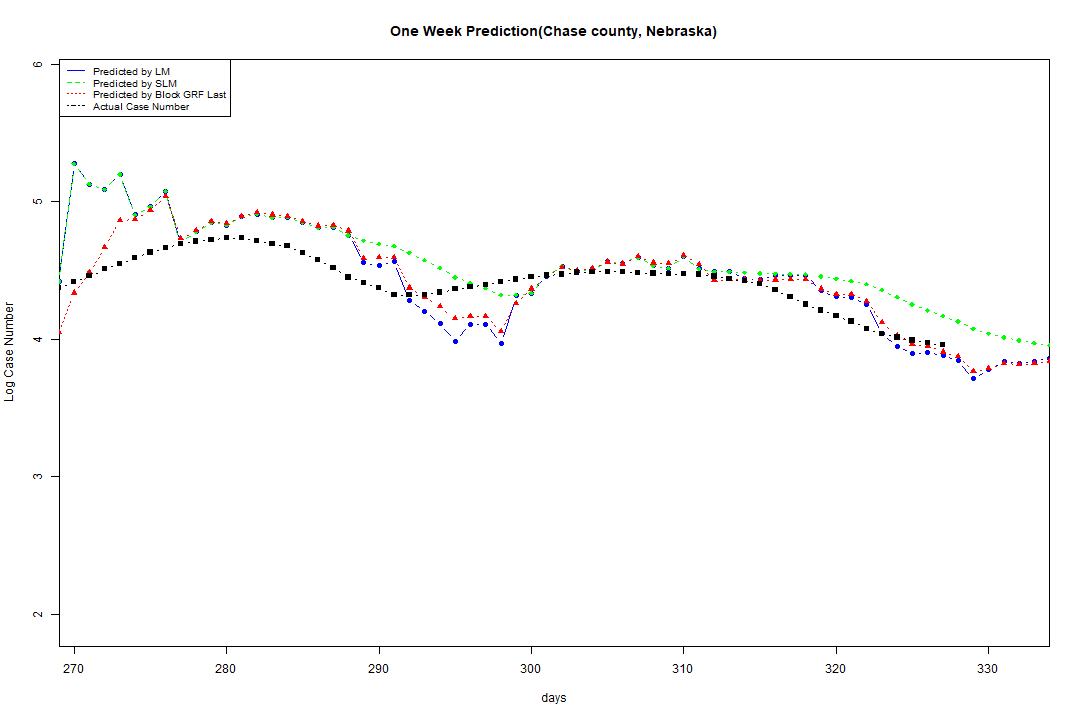 One Week Prediction(Chase county, Nebraska)
Predicted by LM
Predicted by SLM
Predicted by Block GRF Last
Actual Case Number
6
5
4
3
2
Log Case Number
270 280 290 300 310 320 330
days